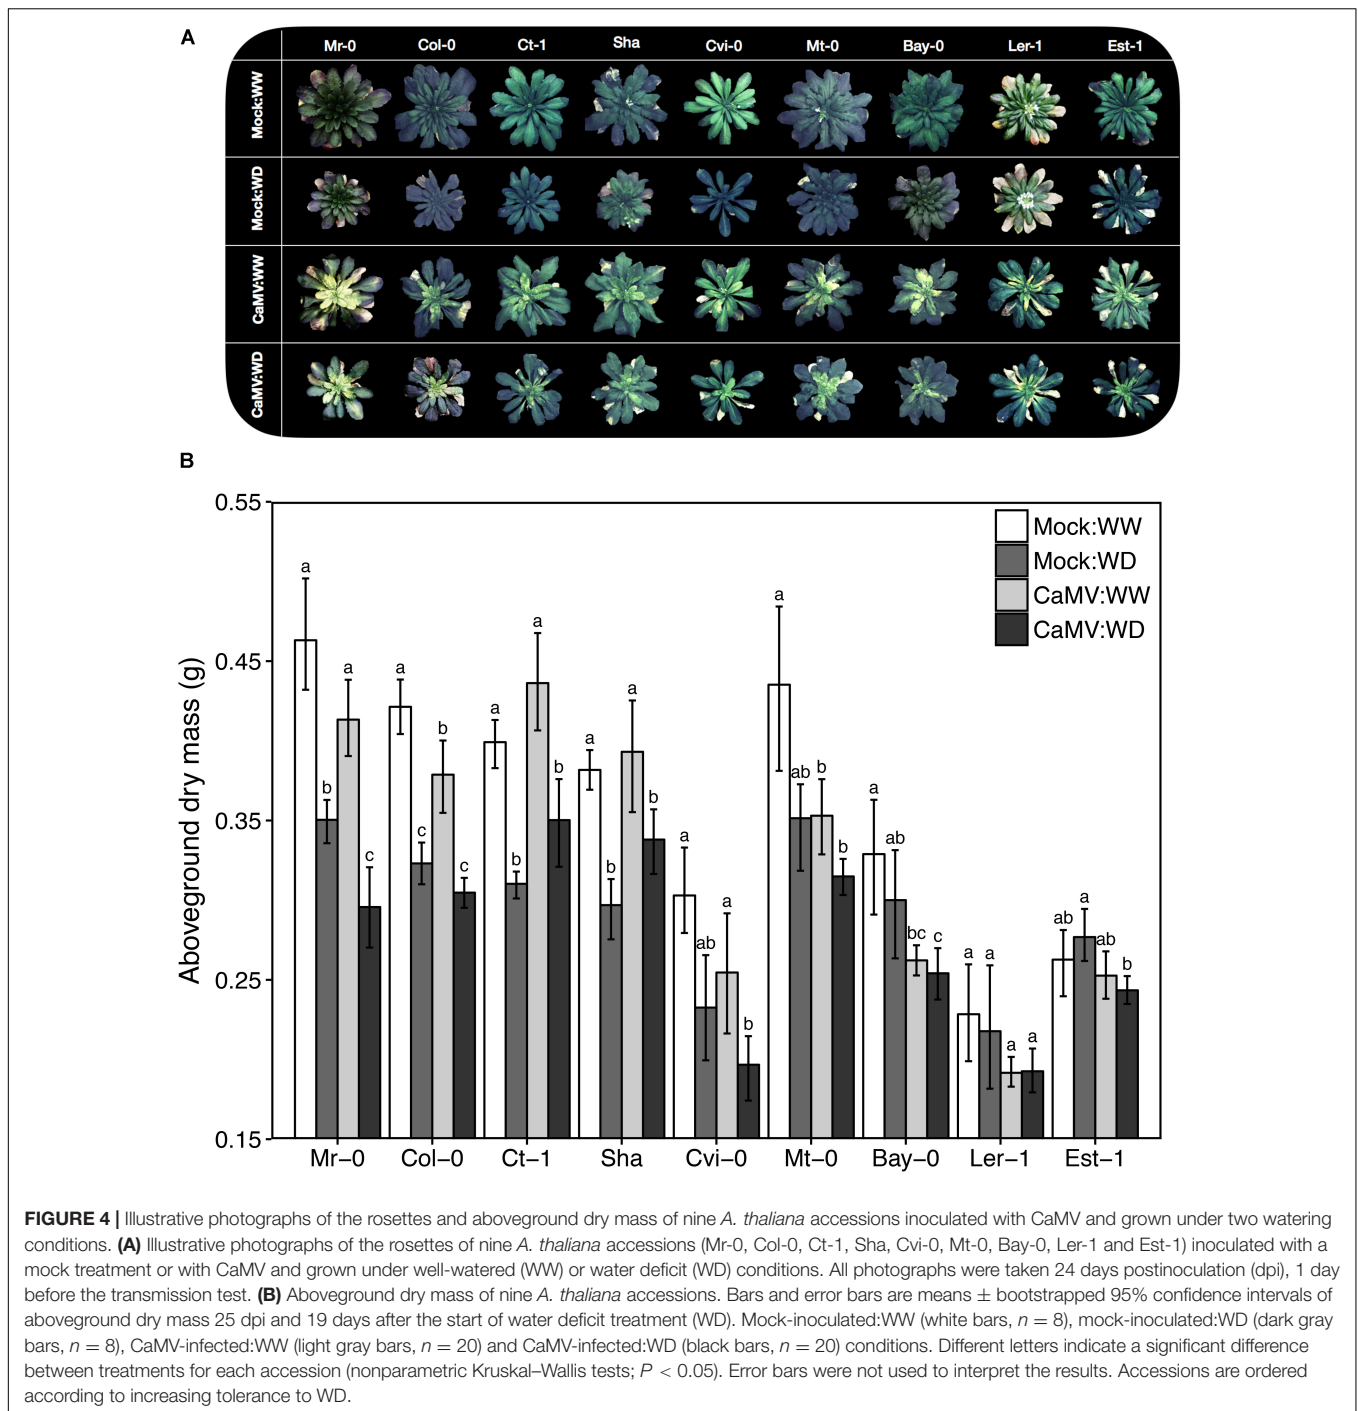 A
Mr-0 Col-0 Ct-1 Sha Cvi-0 Mt-0 Bay-0 Ler-1 Est-1
Mock:WW
Mock:WD
CaMV:WW
CaMV:WD
B
Aboveground dry mass (g)
0.55
0.45
0.35
0.25
0.15
Mock:WW
Mock:WD
CaMV:WW
CaMV:WD
a b a c
a c b c
a b a b
a b a b
a ab a b
a ab b b
a ab bc c
a a a a
ab a ab b
Mr–0 Col–0 Ct–1 Sha Cvi–0 Mt–0 Bay–0 Ler–1 Est–1
FIGURE 4 | Illustrative photographs of the rosettes and aboveground dry mass of nine A. thaliana accessions inoculated with CaMV and grown under two watering
conditions. (A) Illustrative photographs of the rosettes of nine A. thaliana accessions (Mr-0, Col-0, Ct-1, Sha, Cvi-0, Mt-0, Bay-0, Ler-1 and Est-1) inoculated with a
mock treatment or with CaMV and grown under well-watered (WW) or water deficit (WD) conditions. All photographs were taken 24 days postinoculation (dpi), 1 day
before the transmission test. (B) Aboveground dry mass of nine A. thaliana accessions. Bars and error bars are means ± bootstrapped 95% confidence intervals of
aboveground dry mass 25 dpi and 19 days after the start of water deficit treatment (WD). Mock-inoculated:WW (white bars, n = 8), mock-inoculated:WD (dark gray
bars, n = 8), CaMV-infected:WW (light gray bars, n = 20) and CaMV-infected:WD (black bars, n = 20) conditions. Different letters indicate a significant difference
between treatments for each accession (nonparametric Kruskal–Wallis tests; P < 0.05). Error bars were not used to interpret the results. Accessions are ordered
according to increasing tolerance to WD.